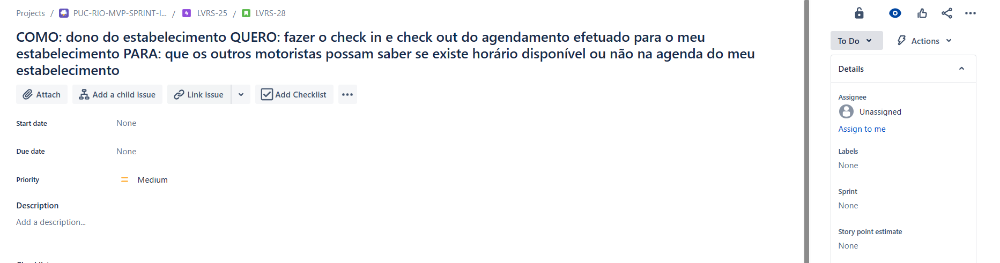 Projects / PUC-RIO-MVP-SPRINT-I... / LVRS-25 / LVRS-28
COMO: dono do estabelecimento QUERO: fazer o check in e check out do agendamento efetuado para o meu
estabelecimento PARA: que os outros motoristas possam saber se existe horário disponível ou não na agenda do meu
estabelecimento
Attach Add a child issue Link issue Add Checklist
Start date None
Due date None
Priority Medium
Description
Add a description...
To Do Actions
Details
Assignee
Unassigned
Assign to me
Labels
None
Sprint
None
Story point estimate
None